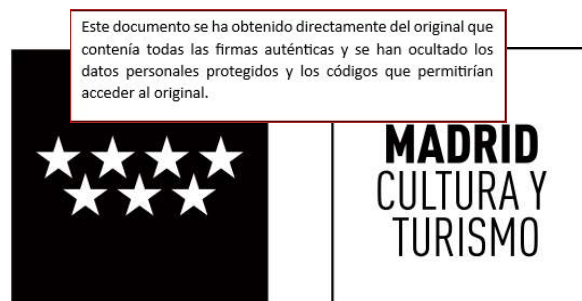 Este documento se ha obtenido directamente del original que
contenía todas las firmas auténticas y se han ocultado los
datos personales protegidos y los códigos que permitirían
acceder al original.
MADRID
CULTURA Y
TURISMO